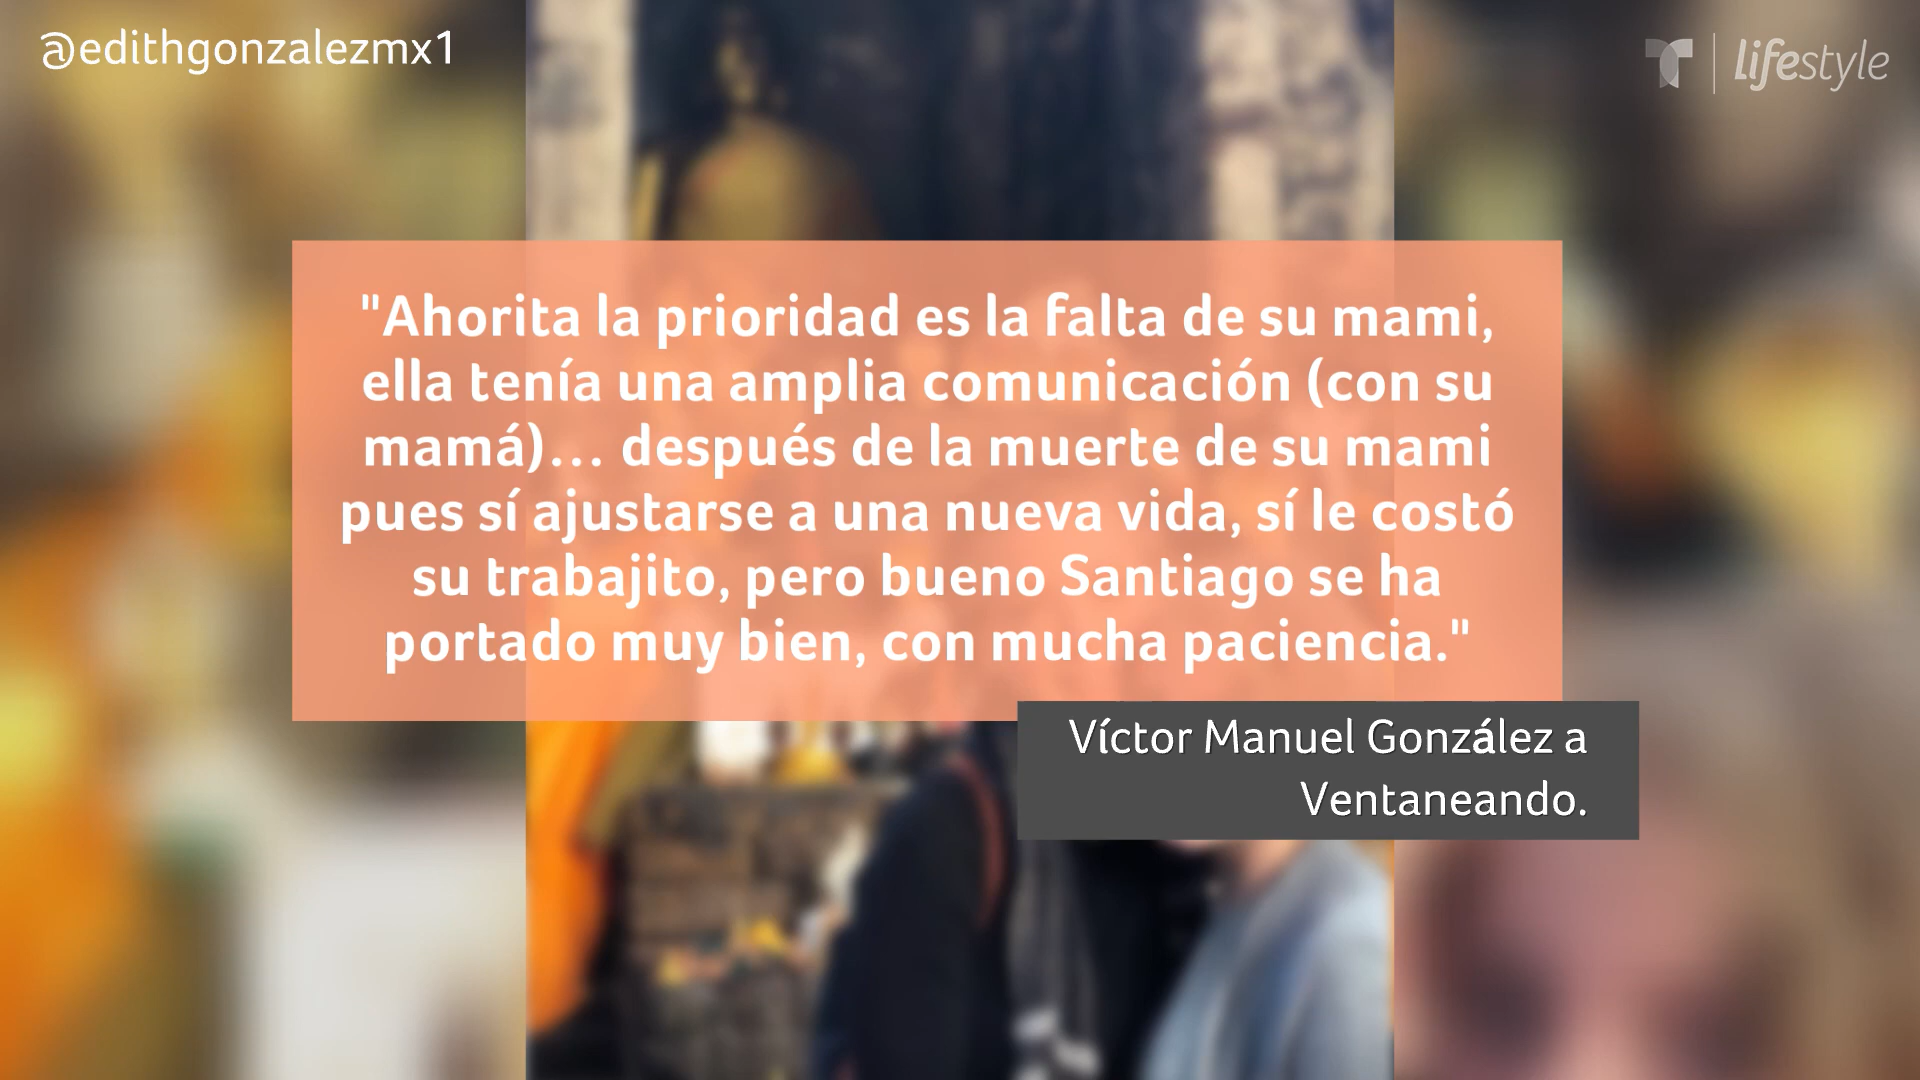 @edithgonzalezmx1
lifestyle
"Ahorita la prioridad es la falta de su mami,
ella tenía una amplia comunicación (con su
mamá)... después de la muerte de su mami
pues sí ajustarse a una nueva vida, sí le costó
su trabajito, pero bueno Santiago se ha
portado muy bien, con mucha paciencia."
Víctor Manuel González a
Ventaneando.